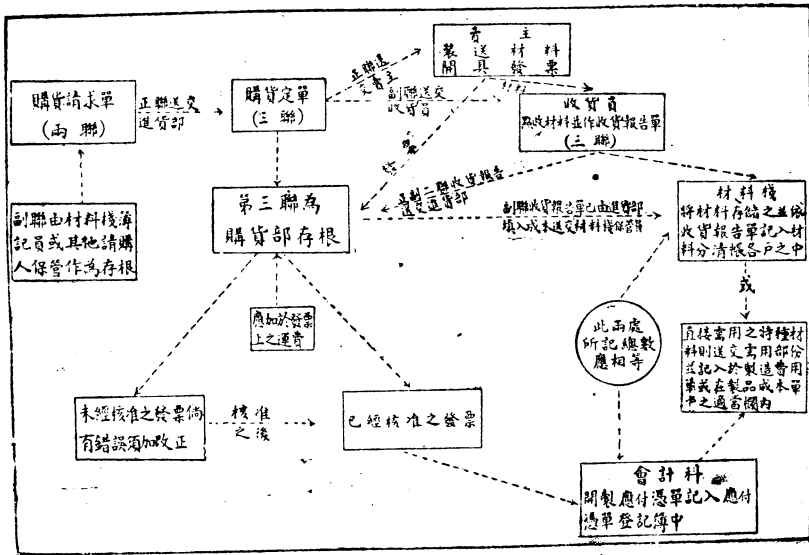 賣主
裝送材料
開具發票
正聯送
交賣主
購貨請求單
(兩聯)
正聯送交
進貨部
購貨定單
(三聯)
副聯送交
收貨員
材料
收貨員
點收材料並作收貨報告單
(三聯)
發票
副聯由材料棧簿
記員或其他請購
人保管作為存根
第三聯為
購貨部存根
正副二聯收貨報告
送交進貨部
副聯收貨報告單已由進貨部
填入成本送交材料棧保管員
材料棧
將材料存儲之並依
收貨報告單記入材
料分清帳各戶之中
或
應加於發票
上之運費
此兩處
所記總數
應相等
直接需用之特種材
料則送交需用部份
並記入於製造費用
單或在製品成本單
中之適當欄內
未經核准之發票倘
有錯誤須加改正
核准
之後
已經核准之發票
會計科
開製應付憑單記入應付
憑單登記簿中